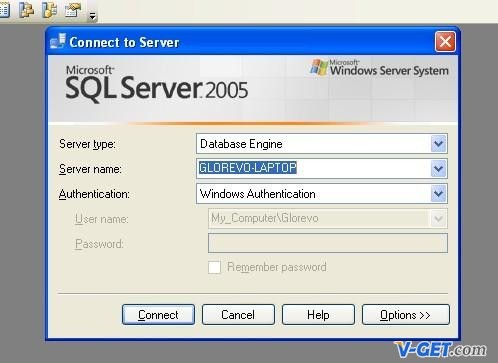 Connect to Server
Microsoft
SQL Server 2005
Microsoft
Windows Server System
Server type: Database Engine
Server name: GLOREVO-LAPTOP
Authentication: Windows Authentication
User name: My_Computer\Glorevo
Password:
Remember password
Connect Cancel Help Options >>
V-GET.com